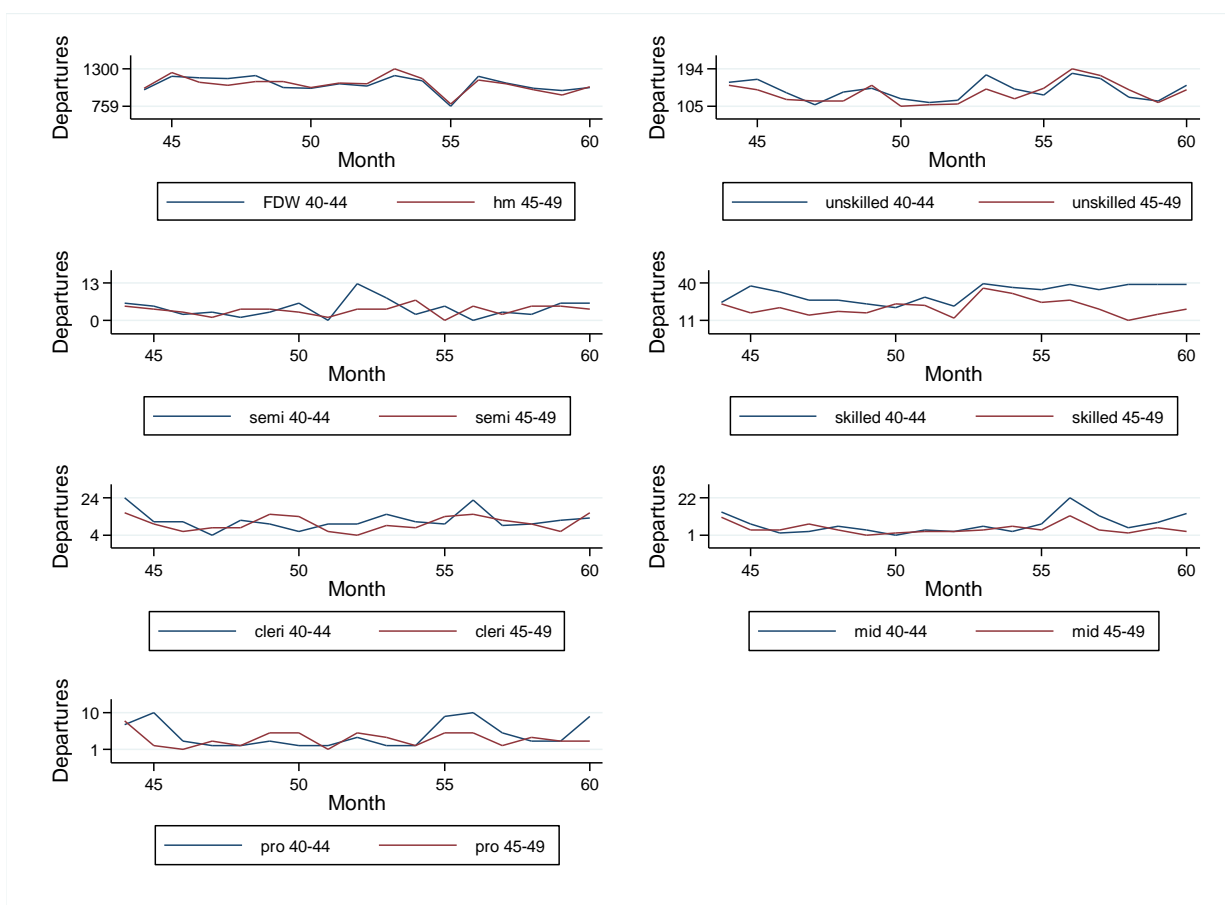 Departures
1300
759
45 50 55 60
Month
FDW 40-44 hm 45-49
Departures
194
105
45 50 55 60
Month
unskilled 40-44 unskilled 45-49
Departures
13
0
45 50 55 60
Month
semi 40-44 semi 45-49
Departures
40
11
45 50 55 60
Month
skilled 40-44 skilled 45-49
Departures
24
4
45 50 55 60
Month
cleri 40-44 cleri 45-49
Departures
22
1
45 50 55 60
Month
mid 40-44 mid 45-49
Departures
10
1
45 50 55 60
Month
pro 40-44 pro 45-49